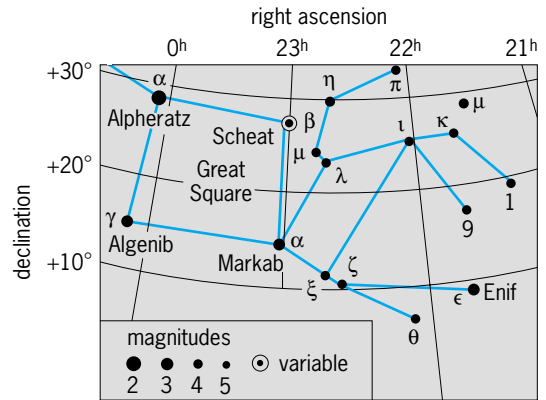 right ascension
0h 23h 22h 21h
+30°
α
η
π
Alpheratz
μ
Scheat β
κ
ι
μ
+20°
λ
Great
Square
1
γ
9
Algenib
α
Markab
+10°
ζ
ξ
ϵ Enif
θ
declination
magnitudes
2 3 4 5
variable